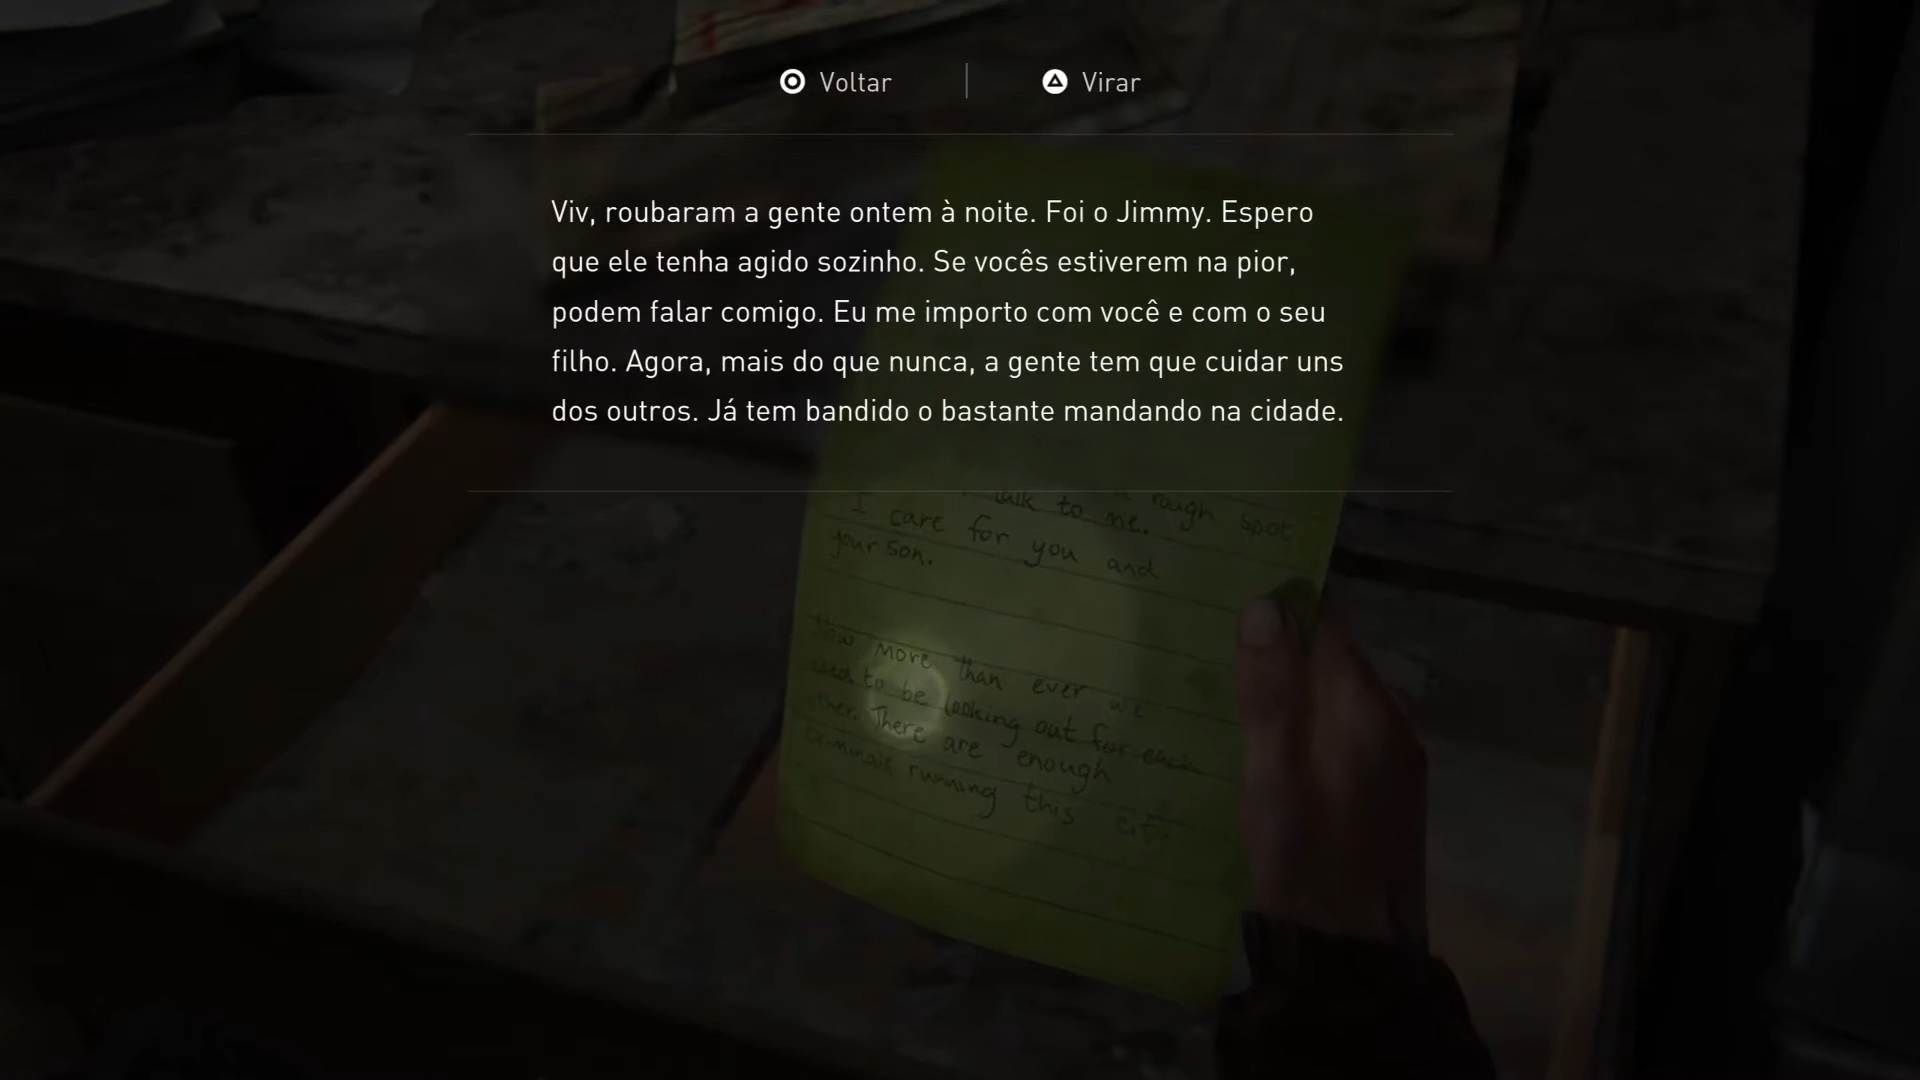 Voltar
Virar
Viv, roubaram a gente ontem à noite. Foi o Jimmy. Espero
que ele tenha agido sozinho. Se vocês estiverem na pior,
podem falar comigo. Eu me importo com você e com o seu
filho. Agora, mais do que nunca, a gente tem que cuidar uns
dos outros. Já tem bandido o bastante mandando na cidade.
rough spot
talk to me.
I care for you and
your son.
Now more than ever we
need to be looking out for each
other. There are enough
criminals running this city.